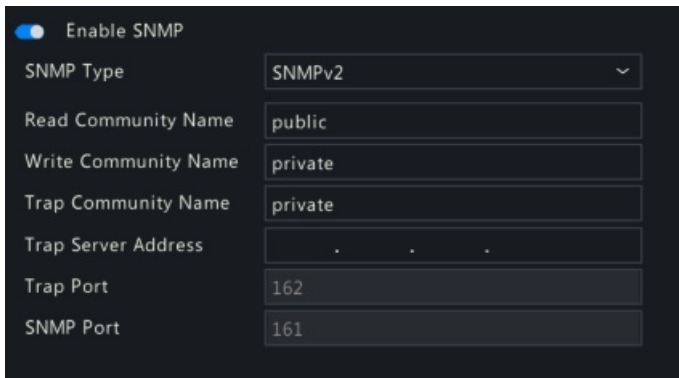 Enable SNMP
SNMP Type SNMPv2
Read Community Name public
Write Community Name private
Trap Community Name private
Trap Server Address . . .
Trap Port 162
SNMP Port 161